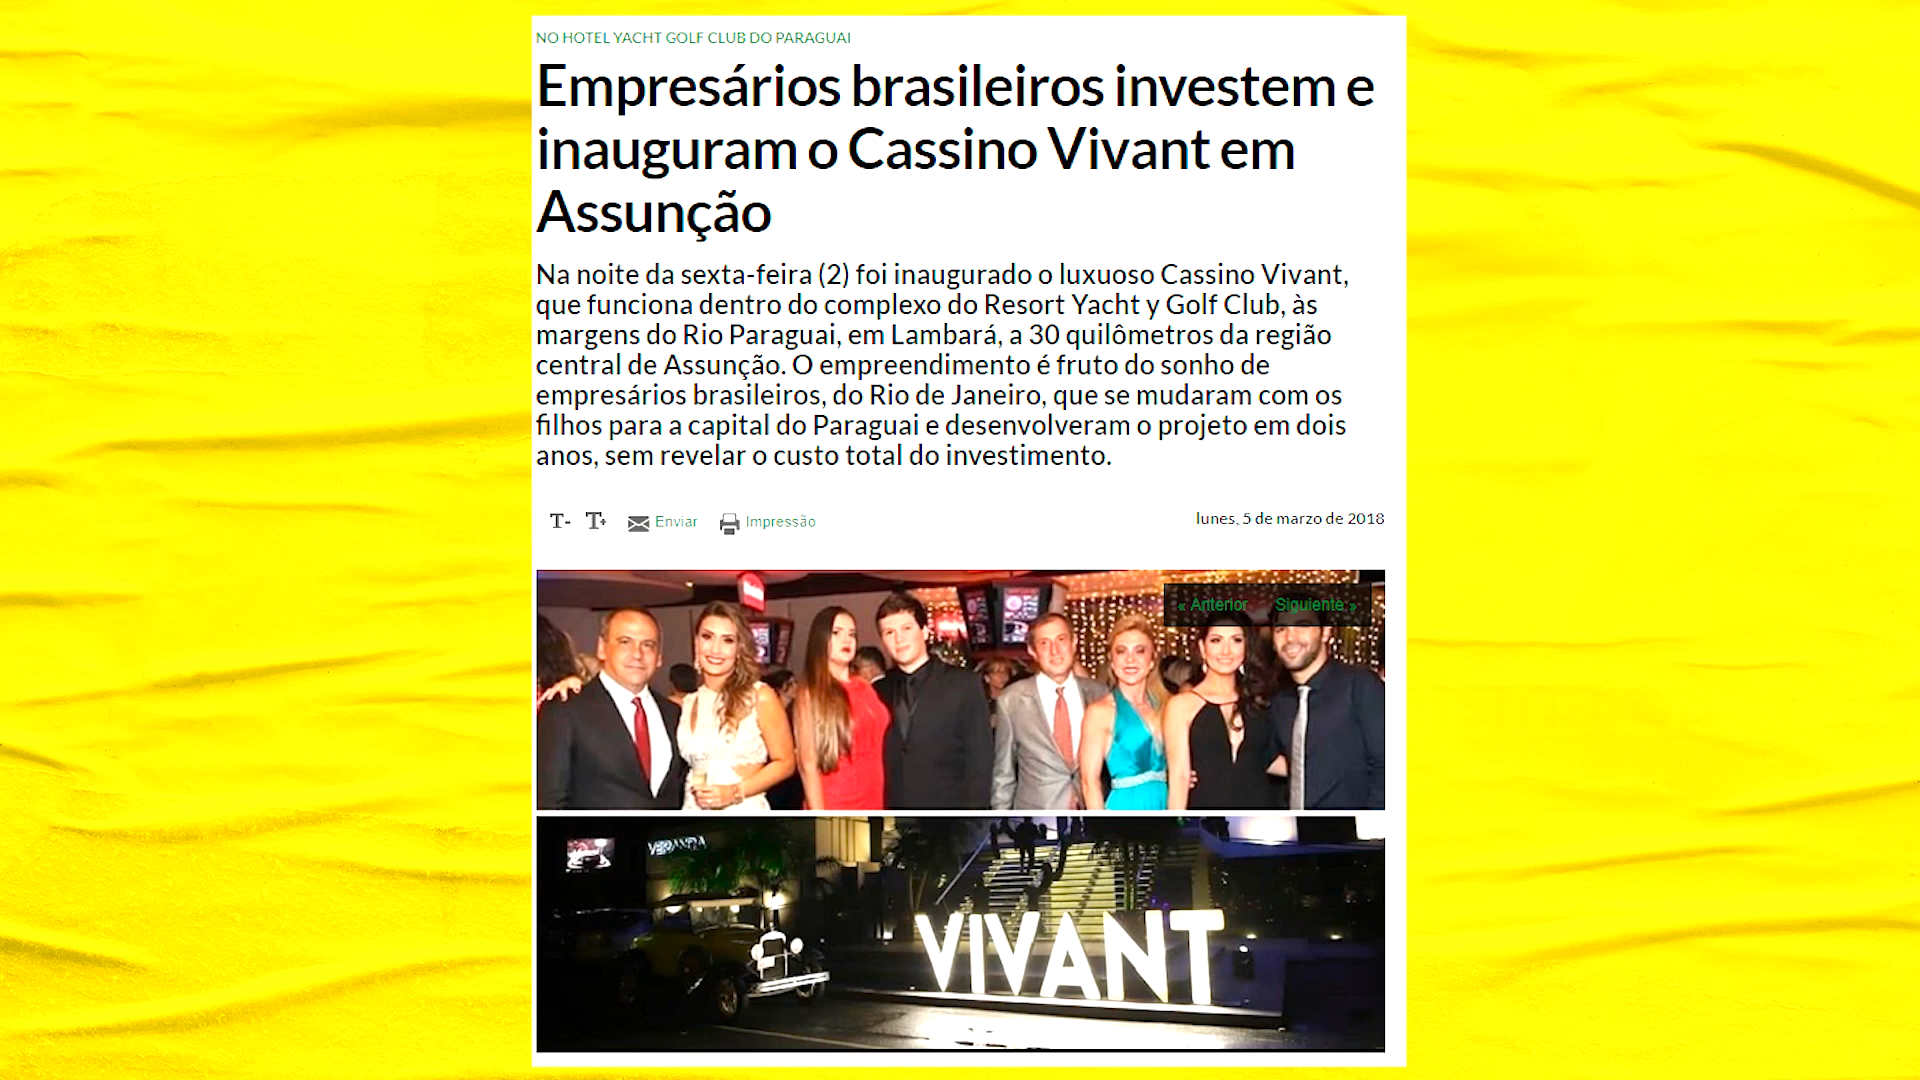 NO HOTEL YACHT GOLF CLUB DO PARAGUAI
Empresários brasileiros investem e
inauguram o Cassino Vivant em
Assunção
Na noite da sexta-feira (2) foi inaugurado o luxuoso Cassino Vivant,
que funciona dentro do complexo do Resort Yacht y Golf Club, às
margens do Rio Paraguai, em Lambará, a 30 quilômetros da região
central de Assunção. O empreendimento é fruto do sonho de
empresários brasileiros, do Rio de Janeiro, que se mudaram com os
filhos para a capital do Paraguai e desenvolveram o projeto em dois
anos, sem revelar o custo total do investimento.
T- T+ Enviar Impressão
lunes, 5 de marzo de 2018
« Anterior Siguiente »
VERANDA
VIVANT